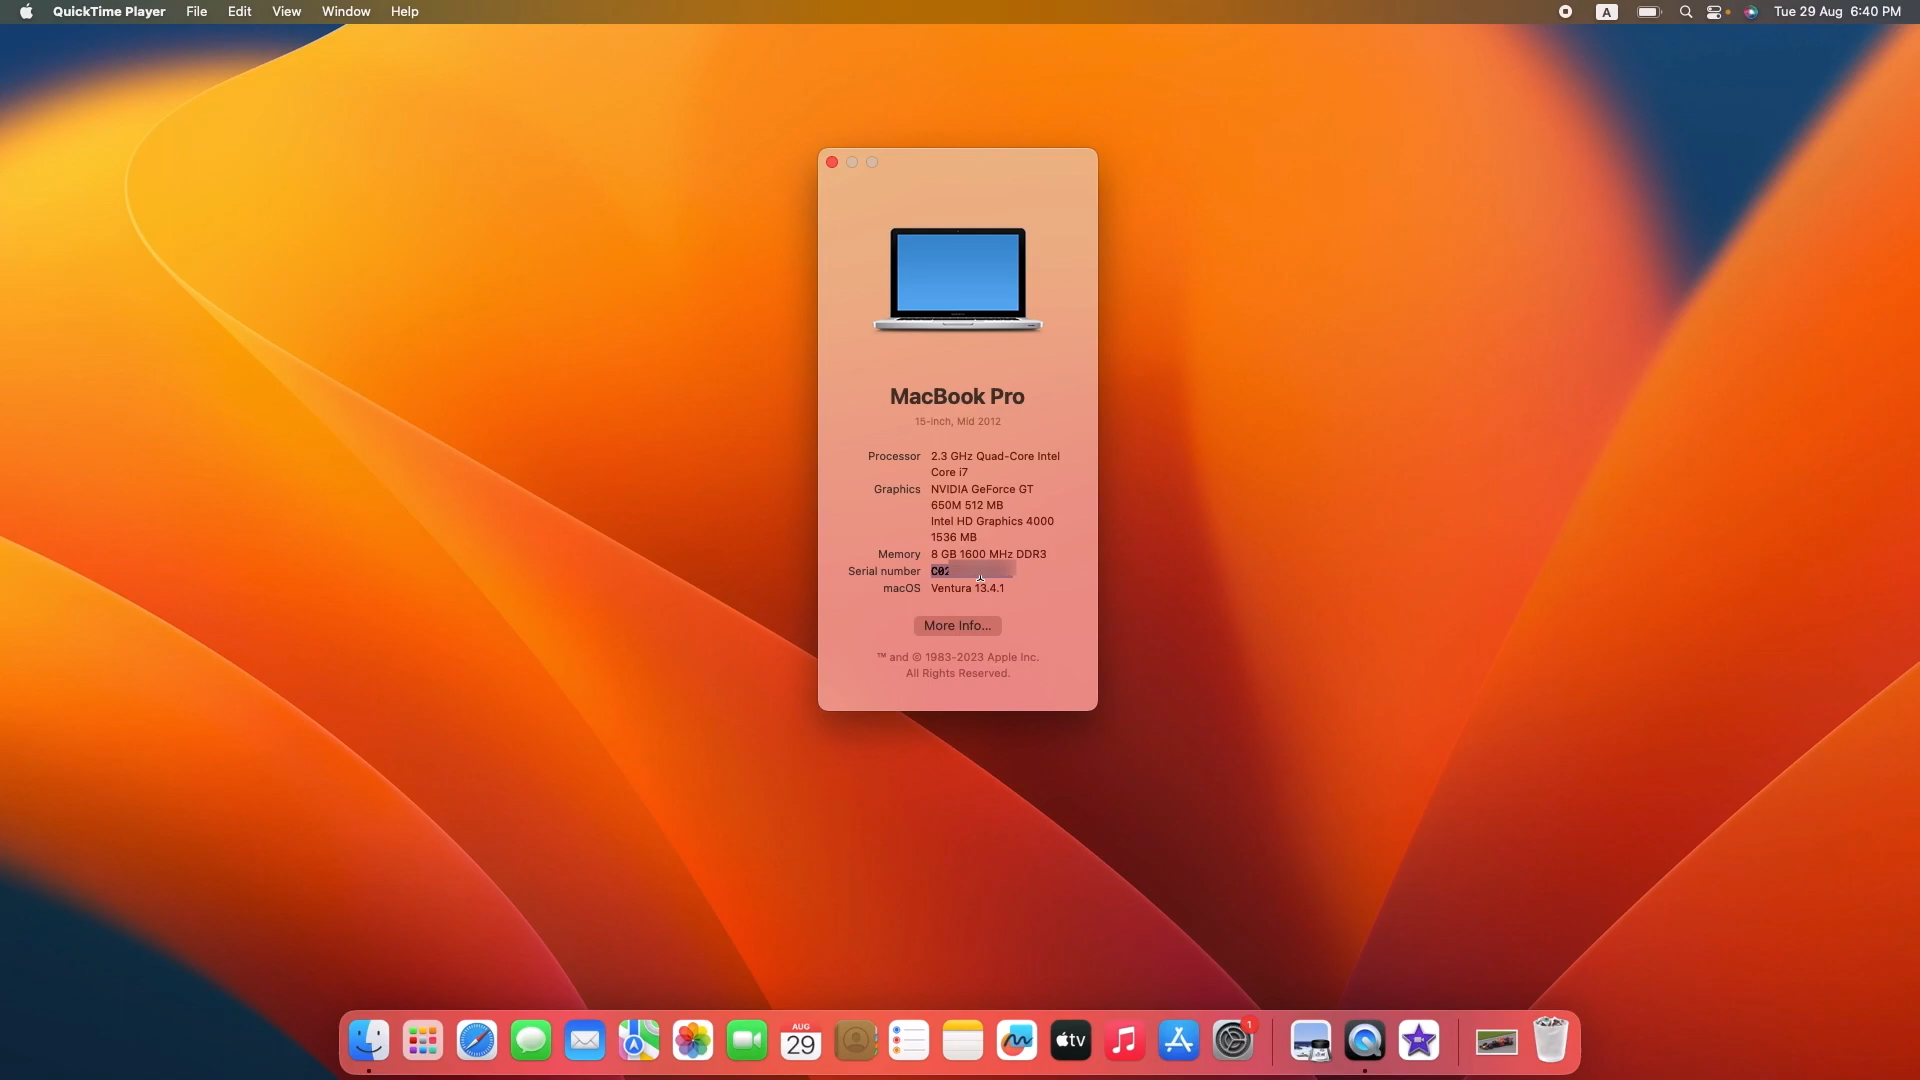 QuickTime Player File Edit View Window Help A Tue 29 Aug 6:40 PM
MacBook Pro
15-inch, Mid 2012
Processor 2.3 GHz Quad-Core Intel
Core i7
Graphics NVIDIA GeForce GT
650M 512 MB
Intel HD Graphics 4000
1536 MB
Memory 8 GB 1600 MHz DDR3
Serial number C02
macOS Ventura 13.4.1
More Info...
™ and © 1983-2023 Apple Inc.
All Rights Reserved.
AUG
29
tv
1